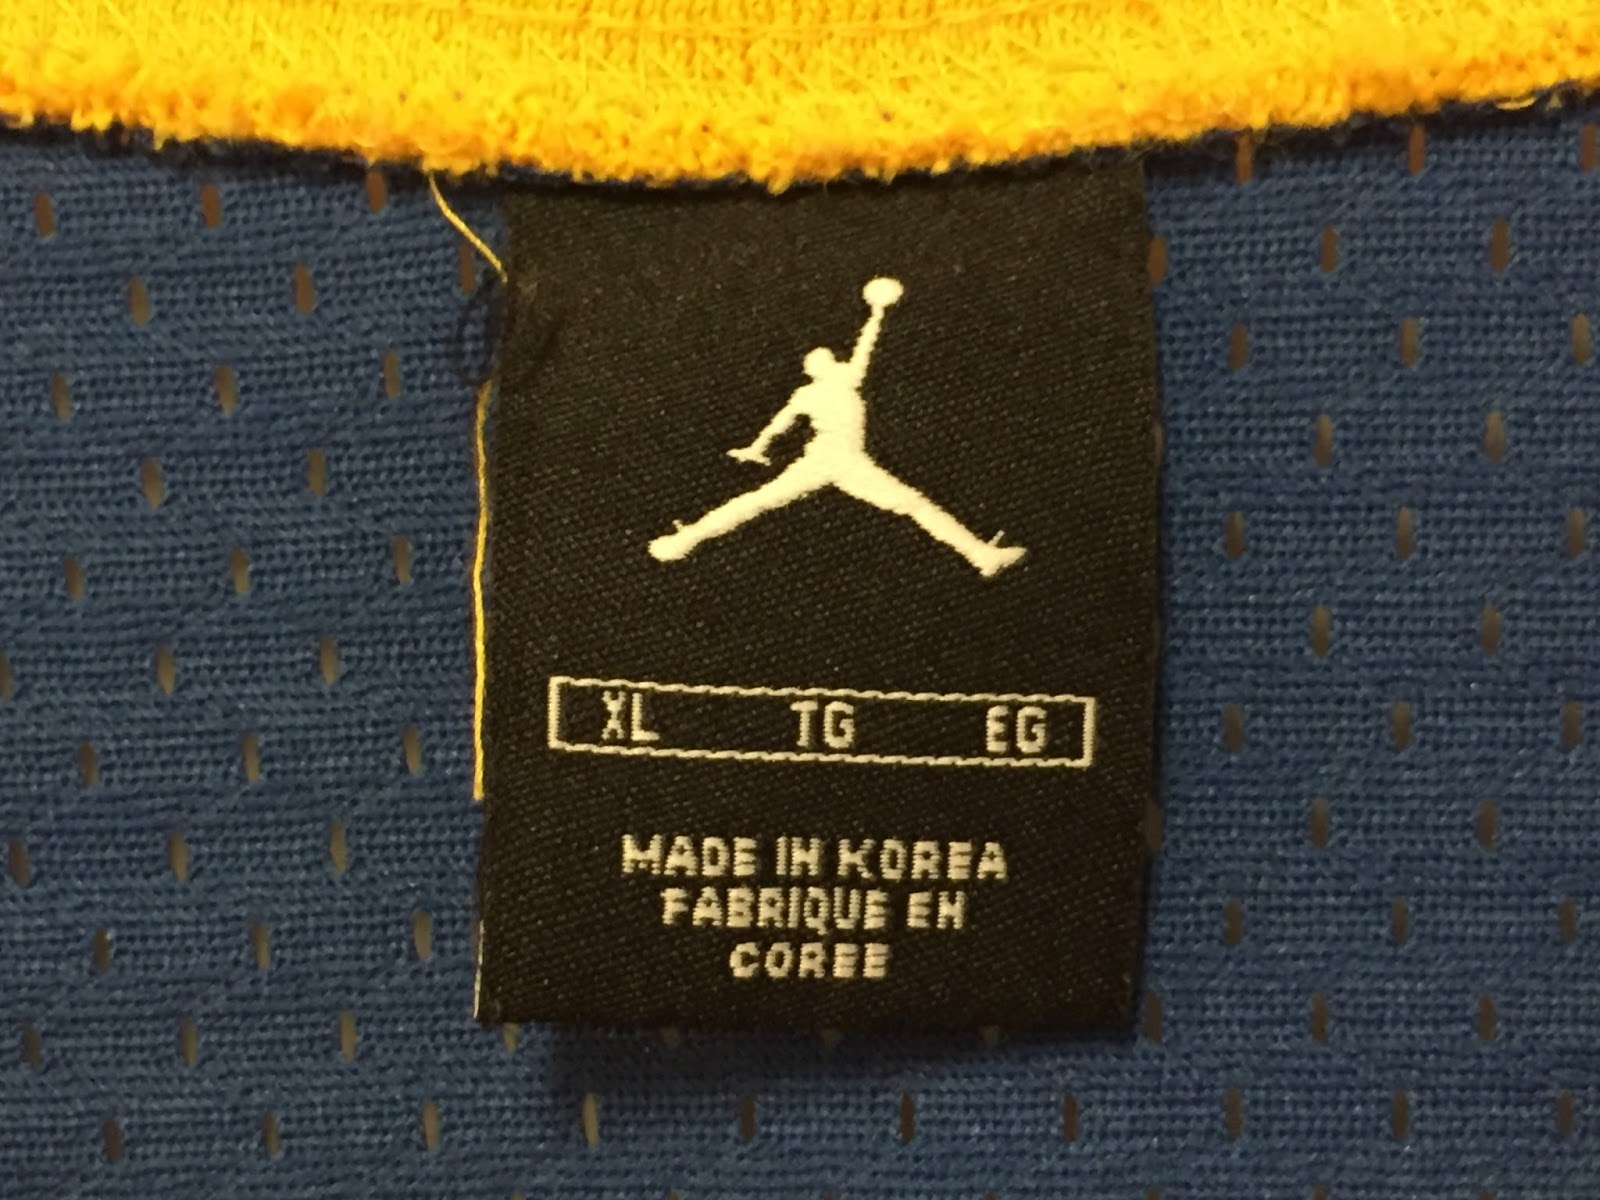 XL TG EG
MADE IN KOREA
FABRIQUE EN
COREE